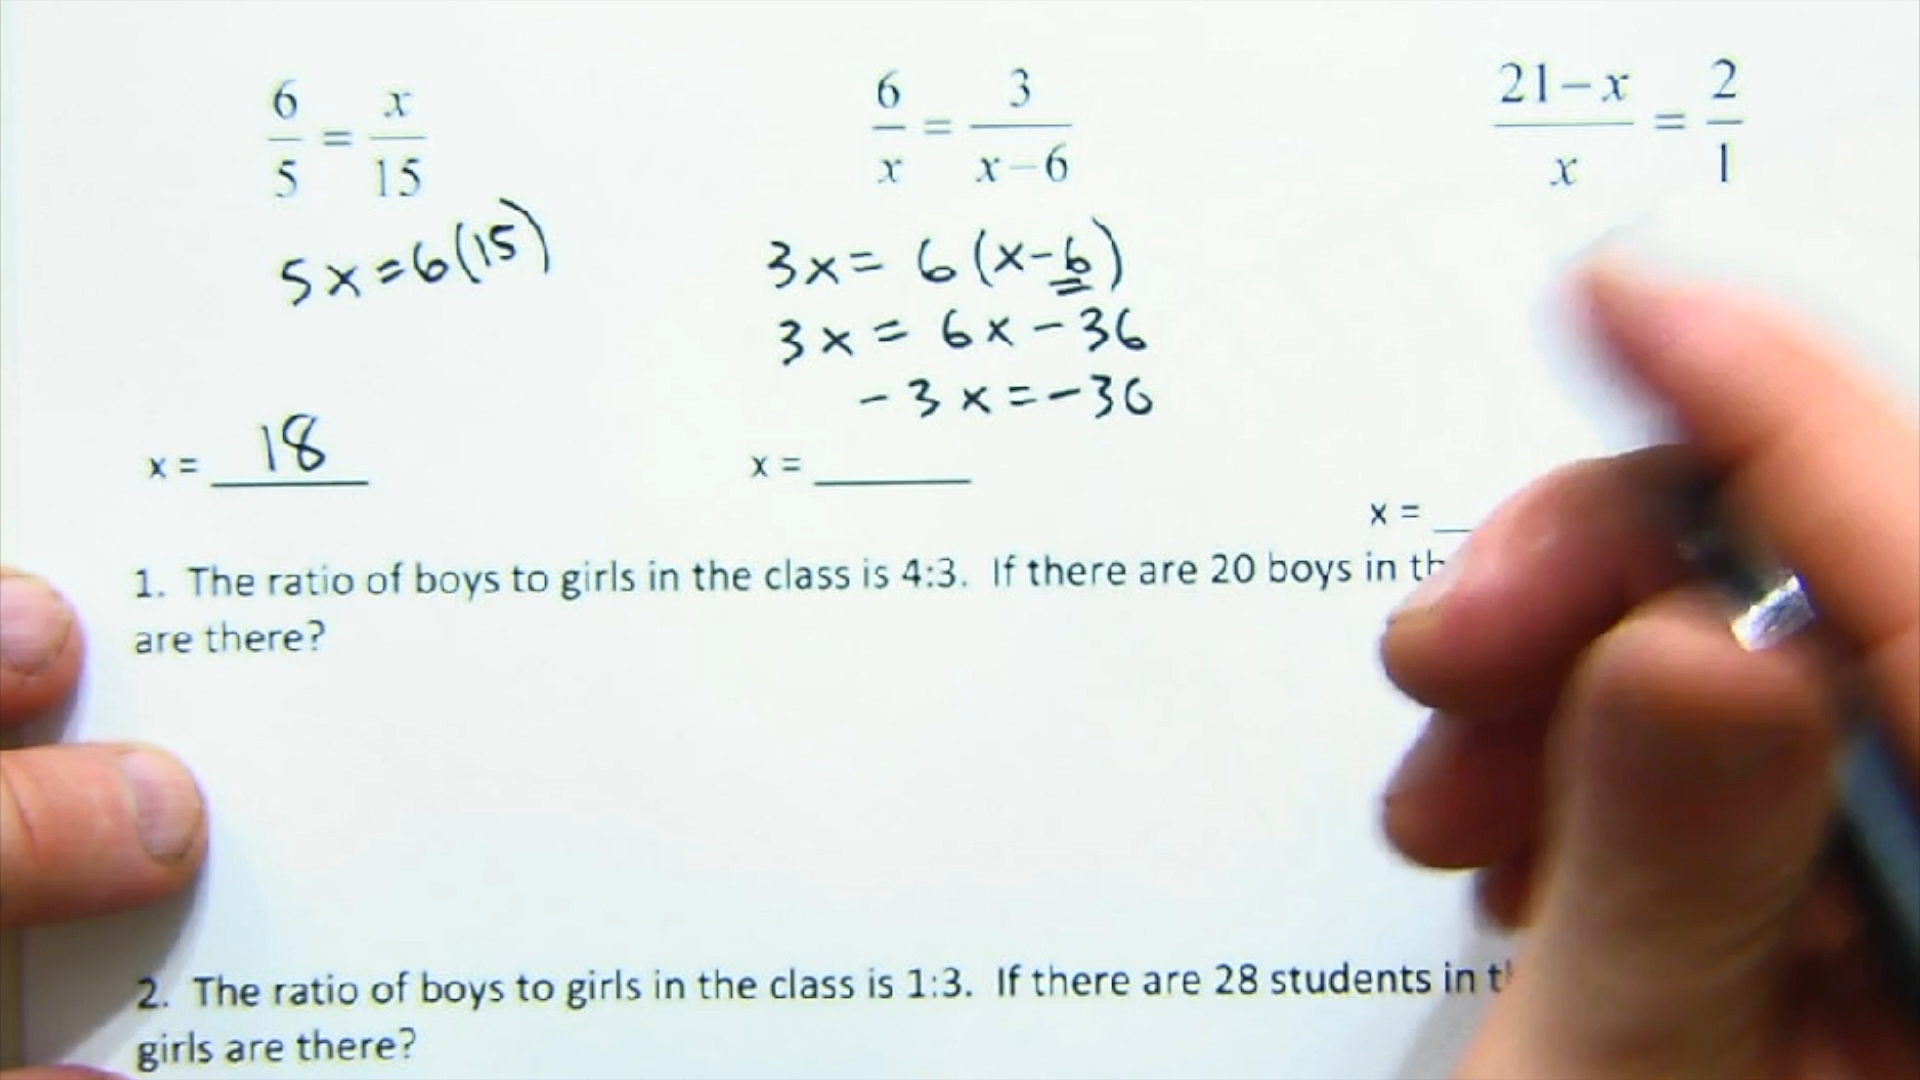 6/5 = x/15
5x=6(15)
x = 18
6/x = 3/x-6
3x = 6(x-6)
3x = 6x-36
-3x=-36
x =
21-x/x = 2/1
x =
1. The ratio of boys to girls in the class is 4:3. If there are 20 boys in
are there?
2. The ratio of boys to girls in the class is 1:3. If there are 28 students in
girls are there?